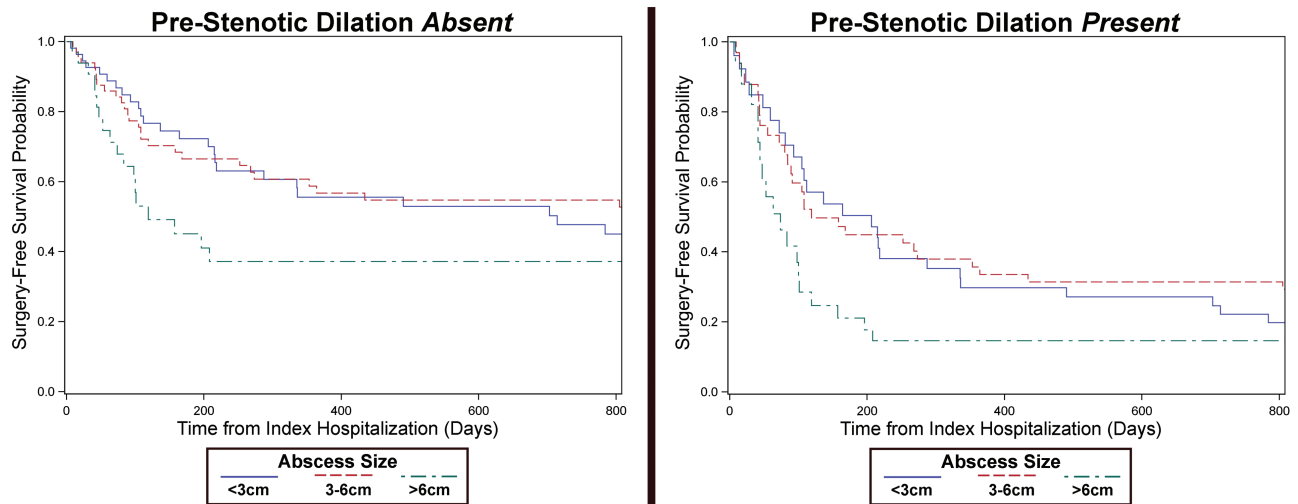 Pre-Stenotic Dilation Absent
Surgery-Free Survival Probability
1.0
0.8
0.6
0.4
0.2
0.0
0 200 400 600 800
Time from Index Hospitalization (Days)
Abscess Size
<3cm 3-6cm >6cm
Pre-Stenotic Dilation Present
Surgery-Free Survival Probability
1.0
0.8
0.6
0.4
0.2
0.0
0 200 400 600 800
Time from Index Hospitalization (Days)
Abscess Size
<3cm 3-6cm >6cm